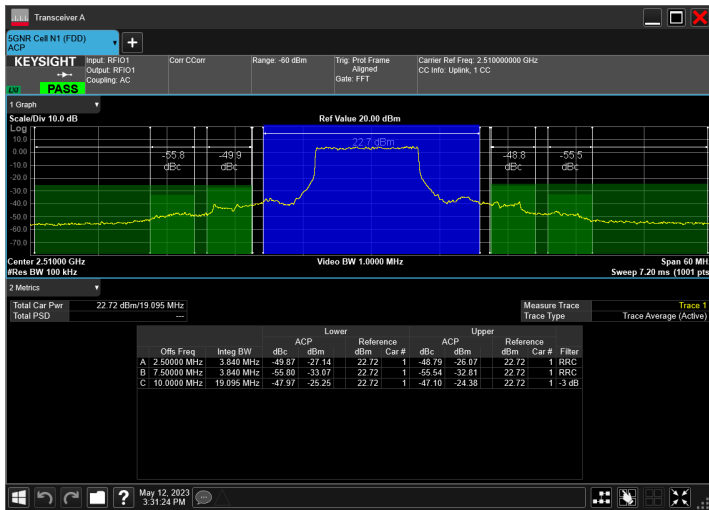 Transceiver A
5GNR Cell N1 (FDD)
ACP
KEYSIGHT
LXI
PASS
Input: RFIO1
Output: RFIO1
Coupling: AC
Corr CCorr
Range: -60 dBm
Trig: Prot Frame
Aligned
Gate: FFT
Carrier Ref Freq: 2.510000000 GHz
CC Info: Uplink, 1 CC
1 Graph
Scale/Div 10.0 dB
Ref Value 20.00 dBm
Log
10.0
0.00
-10.0
-20.0
-30.0
-40.0
-50.0
-60.0
-70.0
-55.8
dBc
-49.9
dBc
22.7 dBm
-48.8
dBc
-55.5
dBc
Center 2.51000 GHz
Video BW 1.0000 MHz
Span 60 MH
#Res BW 100 kHz
Sweep 7.20 ms (1001 pts
2 Metrics
Total Car Pwr 22.72 dBm/19.095 MHz
Total PSD ---
Measure Trace Trace 1
Trace Type Trace Average (Active)
Lower Upper
ACP Reference ACP Reference
Offs Freq Integ BW dBc dBm dBm Car # dBc dBm dBm Car # Filter
A 2.50000 MHz 3.840 MHz -49.87 -27.14 22.72 1 -48.79 -26.07 22.72 1 RRC
B 7.50000 MHz 3.840 MHz -55.80 -33.07 22.72 1 -55.54 -32.81 22.72 1 RRC
C 10.0000 MHz 19.095 MHz -47.97 -25.25 22.72 1 -47.10 -24.38 22.72 1 -3 dB
May 12, 2023
3:31:24 PM